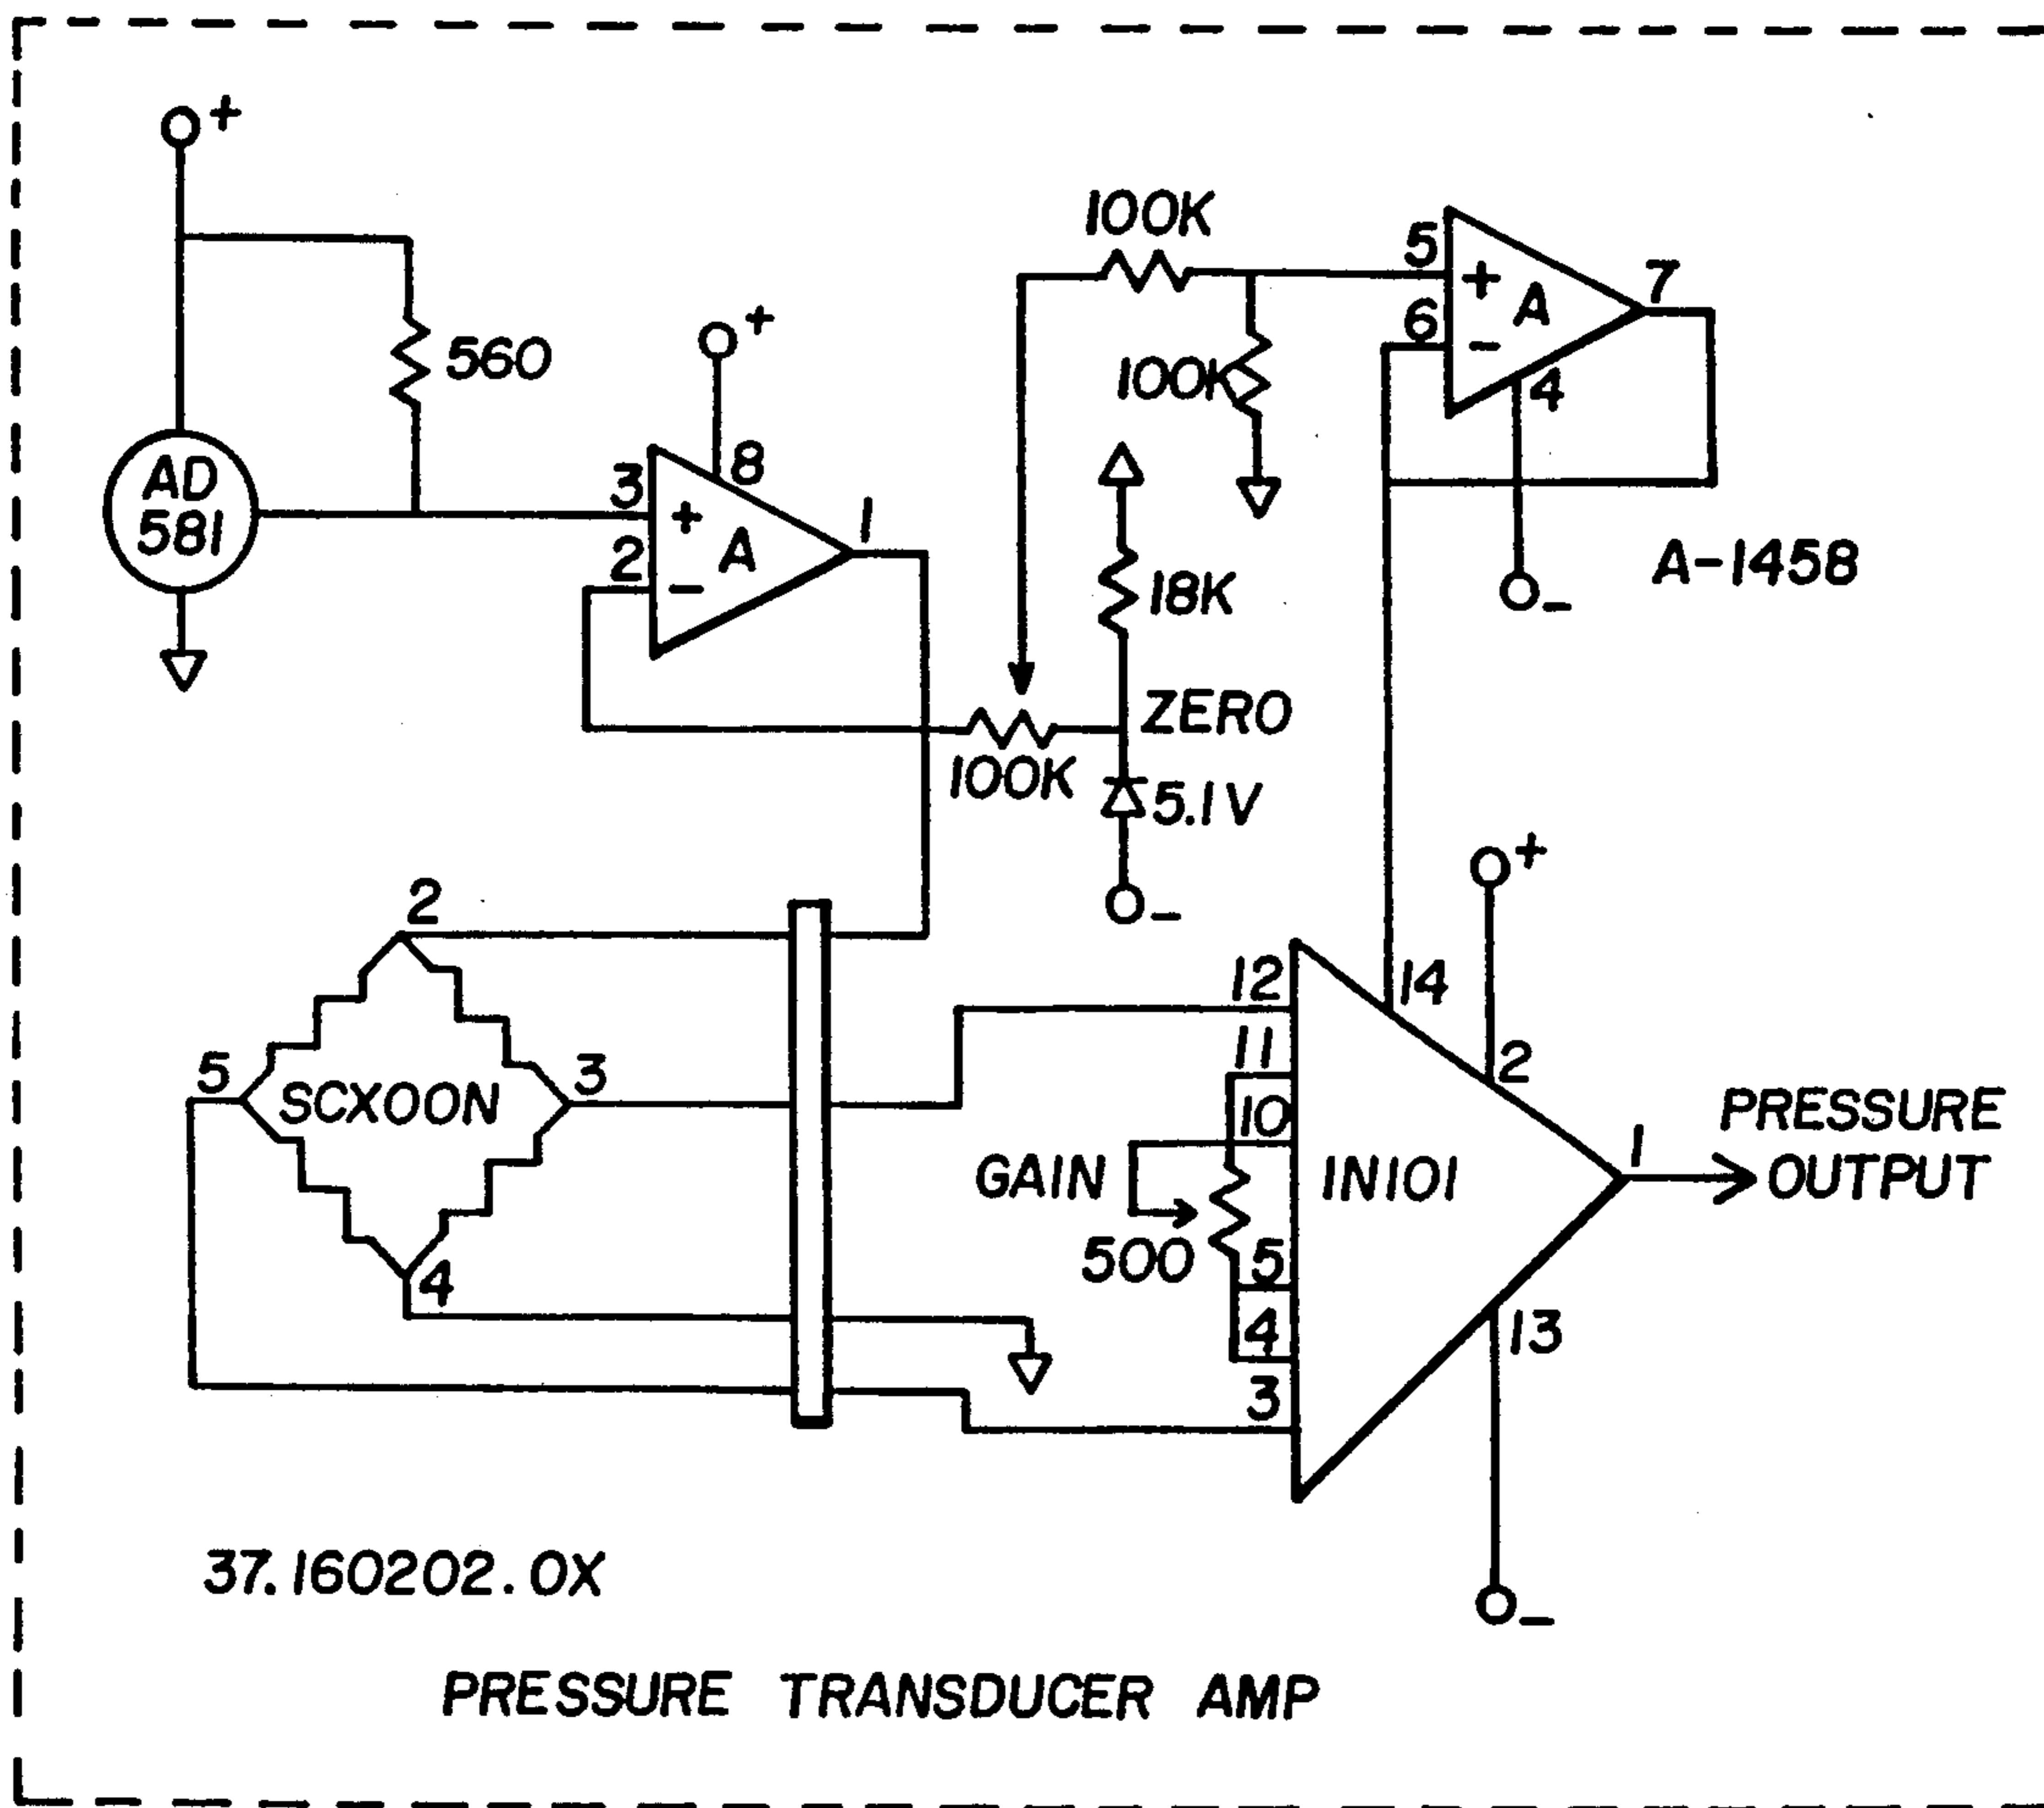 +
AD
581
560
+
3
8
+
A
1
2
-
100K
5
+
A
7
6
-
100K
4
-
A-1458
18K
ZERO
100K
5.1V
-
+
2
5
SCXOON
3
4
12
14
11
2
10
GAIN
IN101
500
5
4
3
1
PRESSURE
OUTPUT
13
-
37.160202.0X
PRESSURE TRANSDUCER AMP